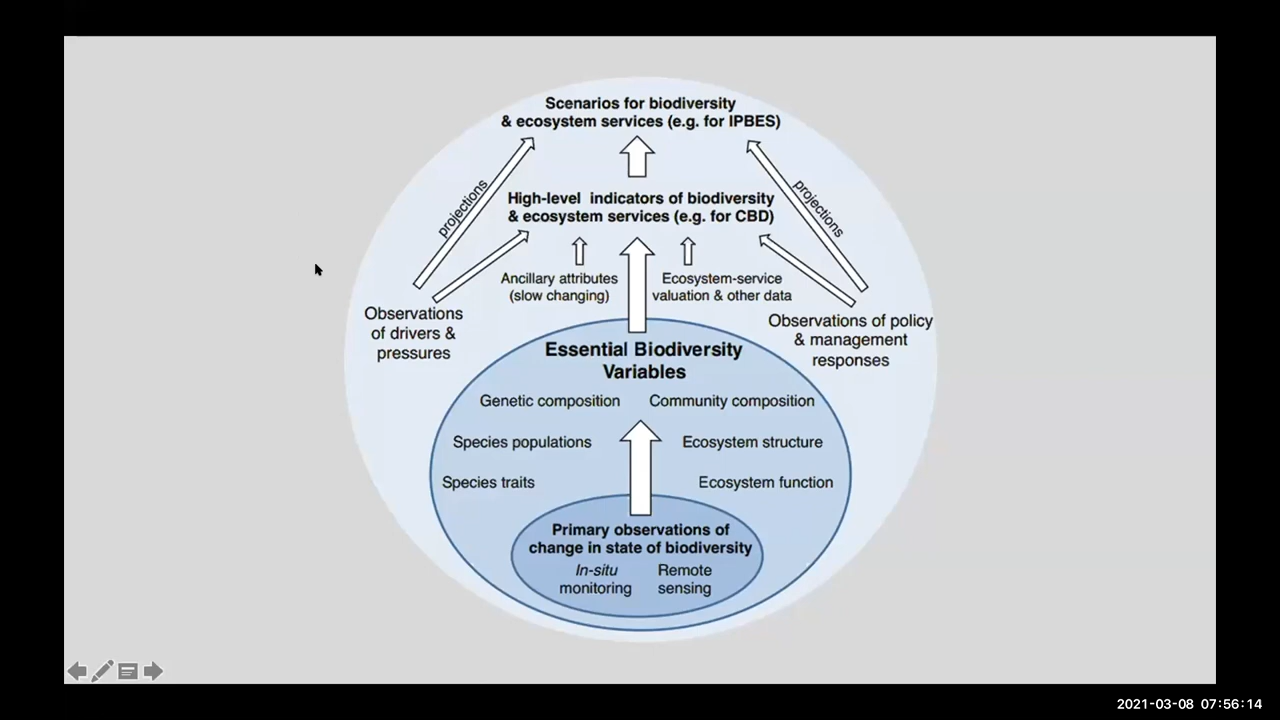 Scenarios for biodiversity
& ecosystem services (e.g. for IPBES)
projections
projections
High-level indicators of biodiversity
& ecosystem services (e.g. for CBD)
Ancillary attributes
(slow changing)
Ecosystem-service
valuation & other data
Observations
of drivers &
pressures
Observations of policy
& management
responses
Essential Biodiversity
Variables
Genetic composition
Community composition
Species populations
Ecosystem structure
Species traits
Ecosystem function
Primary observations of
change in state of biodiversity
In-situ
monitoring
Remote
sensing
2021-03-08 07:56:14